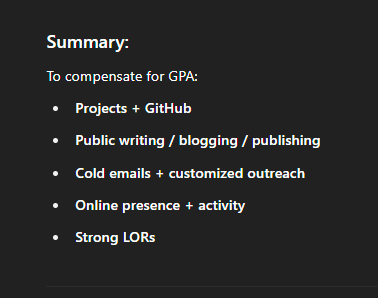 Summary:
To compensate for GPA:
• Projects + GitHub
• Public writing / blogging / publishing
• Cold emails + customized outreach
• Online presence + activity
• Strong LORs